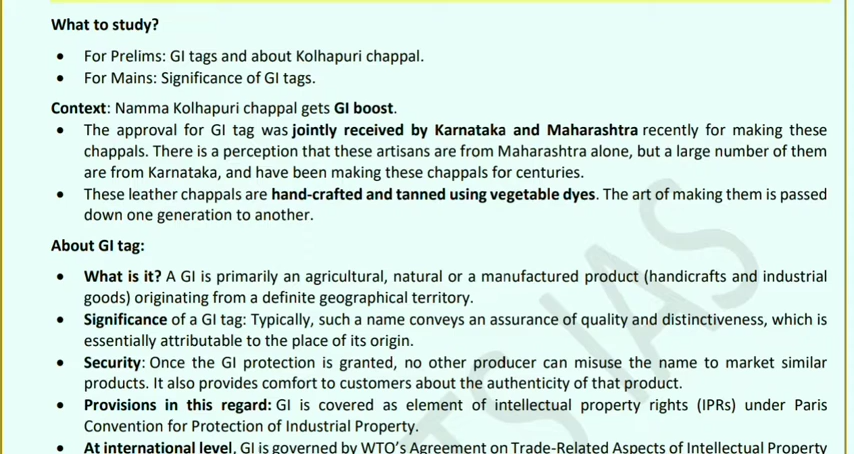 What to study?
• For Prelims: GI tags and about Kolhapuri chappal.
• For Mains: Significance of GI tags.
Context: Namma Kolhapuri chappal gets GI boost.
• The approval for GI tag was jointly received by Karnataka and Maharashtra recently for making these
chappals. There is a perception that these artisans are from Maharashtra alone, but a large number of them
are from Karnataka, and have been making these chappals for centuries.
• These leather chappals are hand-crafted and tanned using vegetable dyes. The art of making them is passed
down one generation to another.
About GI tag:
• What is it? A GI is primarily an agricultural, natural or a manufactured product (handicrafts and industrial
goods) originating from a definite geographical territory.
• Significance of a GI tag: Typically, such a name conveys an assurance of quality and distinctiveness, which is
essentially attributable to the place of its origin.
• Security: Once the GI protection is granted, no other producer can misuse the name to market similar
products. It also provides comfort to customers about the authenticity of that product.
• Provisions in this regard: GI is covered as element of intellectual property rights (IPRs) under Paris
Convention for Protection of Industrial Property.
• At international level, GI is governed by WTO's Agreement on Trade-Related Aspects of Intellectual Property
TS IAS